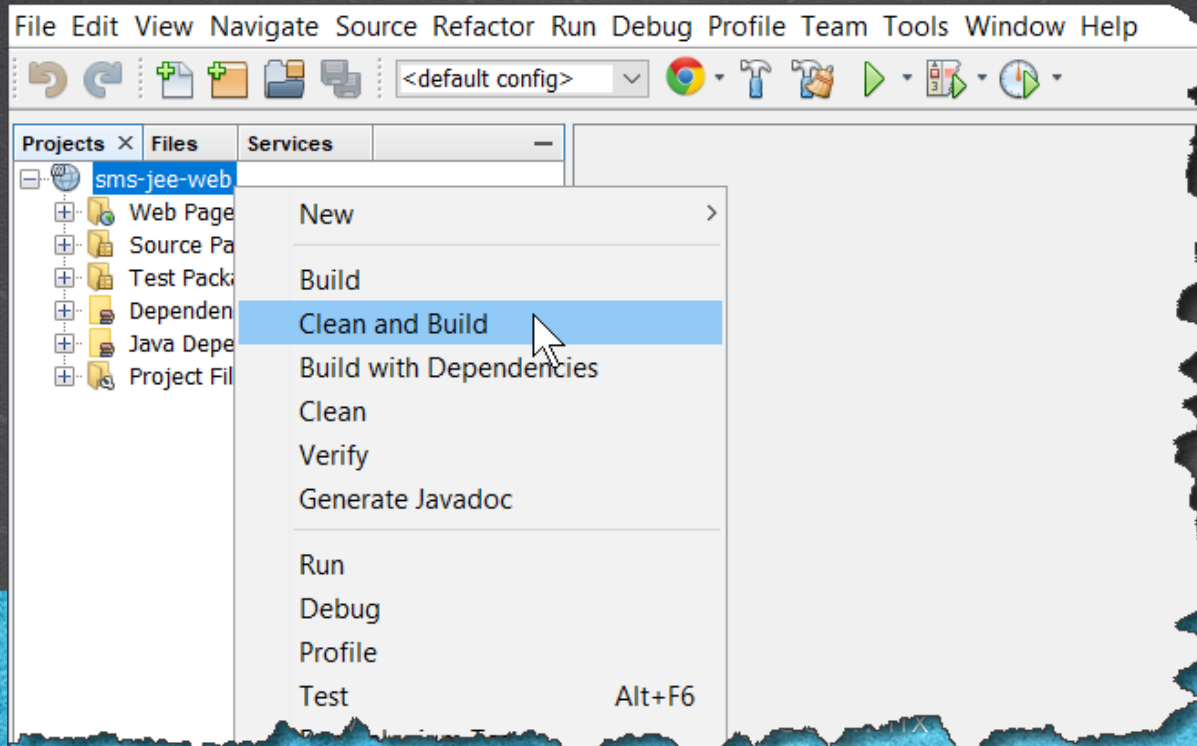 File Edit View Navigate Source Refactor Run Debug Profile Team Tools Window Help
<default config>
Projects Files Services
sms-jee-web
Web Page
Source Pa
Test Pack
Dependen
Java Depe
Project Fil
New
Build
Clean and Build
Build with Dependencies
Clean
Verify
Generate Javadoc
Run
Debug
Profile
Test Alt+F6